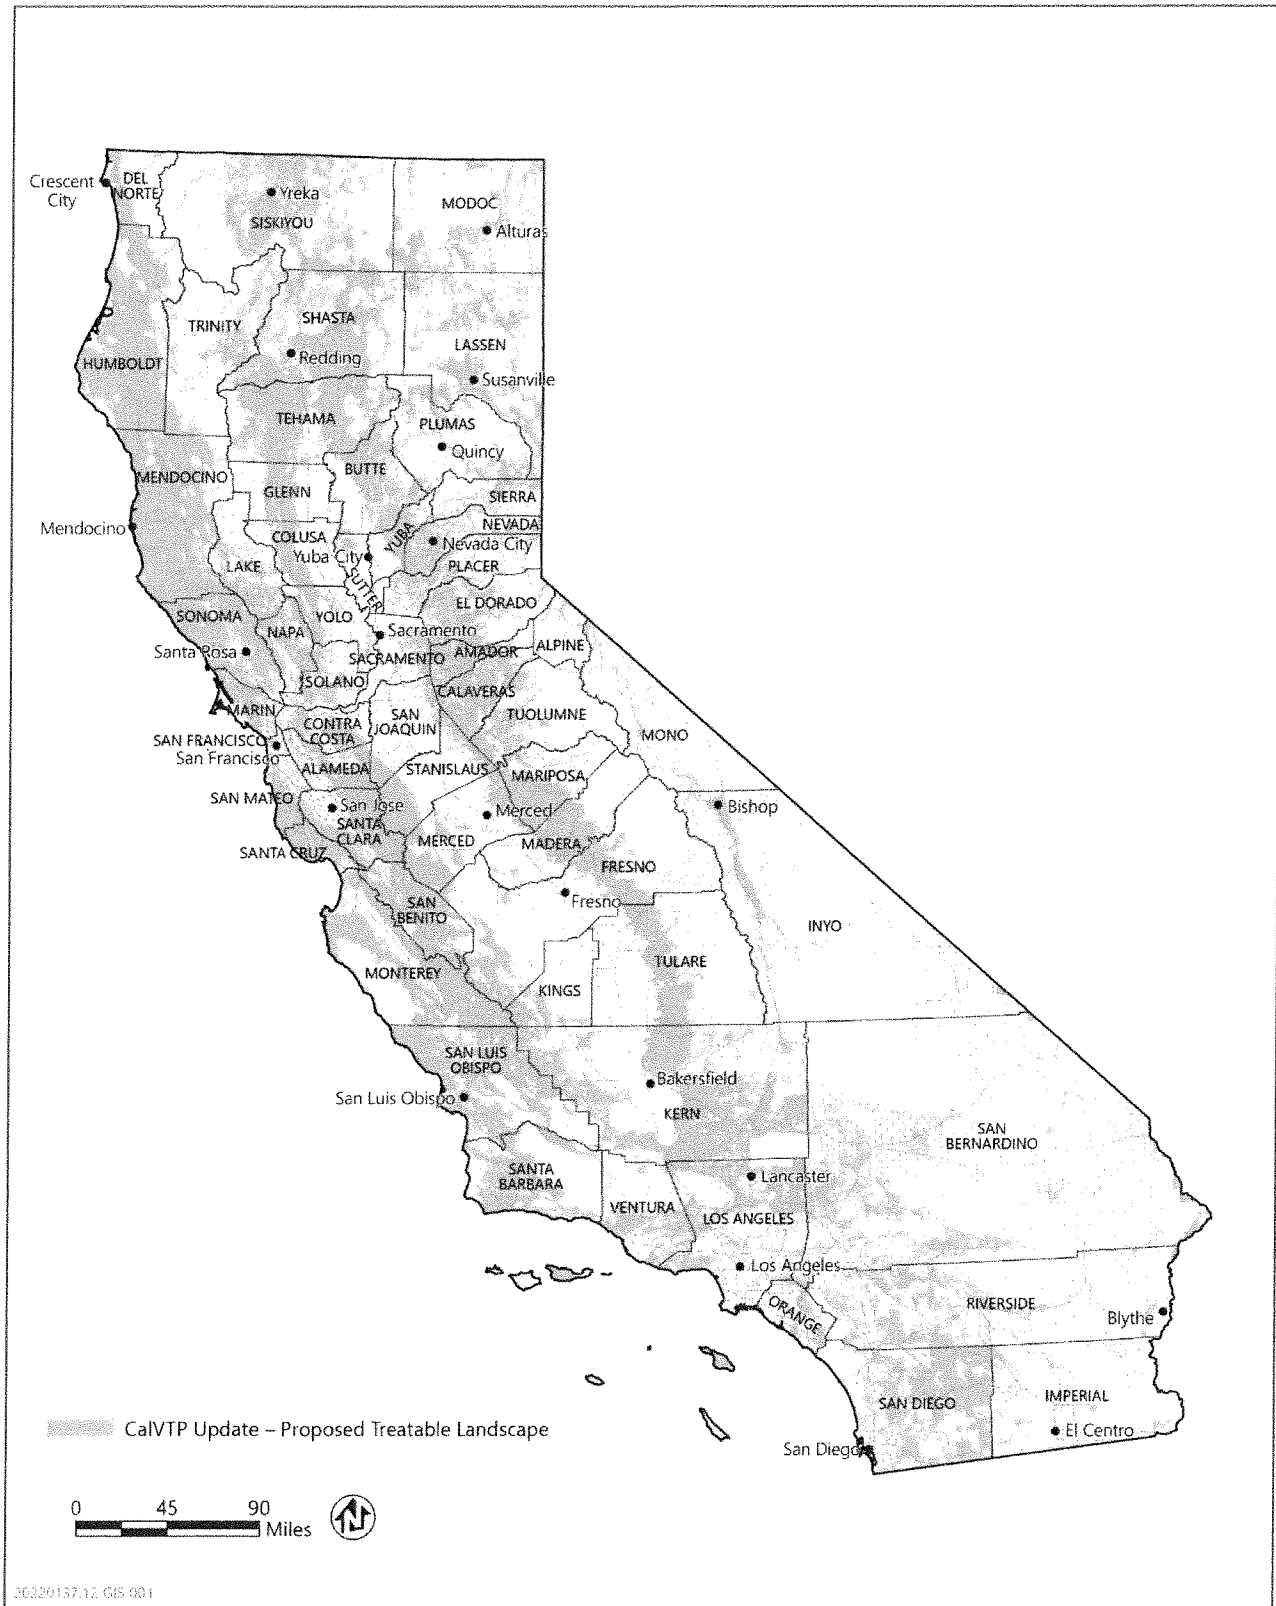 Crescent
City
DEL
NORTE
Yreka
SISKIYOU
MODOC
Alturas
TRINITY
SHASTA
Redding
HUMBOLDT
LASSEN
Susanville
TEHAMA
PLUMAS
Quincy
BUTTE
MENDOCINO
GLENN
SIERRA
NEVADA
Mendocino
COLUSA
Yuba City
YUBA
Nevada City
LAKE
SUTTER
PLACER
EL DORADO
SONOMA
NAPA
YOLO
Sacramento
Santa Rosa
SACRAMENTO
AMADOR
ALPINE
SOLANO
CALAVERAS
MARIN
CONTRA
COSTA
SAN
JOAQUIN
TUOLUMNE
MONO
SAN FRANCISCO
San Francisco
ALAMEDA
STANISLAUS
MARIPOSA
SAN MATEO
San Jose
SANTA
CLARA
Merced
Bishop
SANTA CRUZ
MERCED
MADERA
FRESNO
Fresno
SAN
BENITO
INYO
MONTEREY
KINGS
TULARE
SAN LUIS
OBISPO
San Luis Obispo
Bakersfield
KERN
SAN
BERNARDINO
SANTA
BARBARA
VENTURA
Lancaster
LOS ANGELES
Los Angeles
ORANGE
RIVERSIDE
Blythe
SAN DIEGO
IMPERIAL
El Centro
San Diego
CalVTP Update – Proposed Treatable Landscape
0 45 90
Miles
N
20220137.12 GIS 001